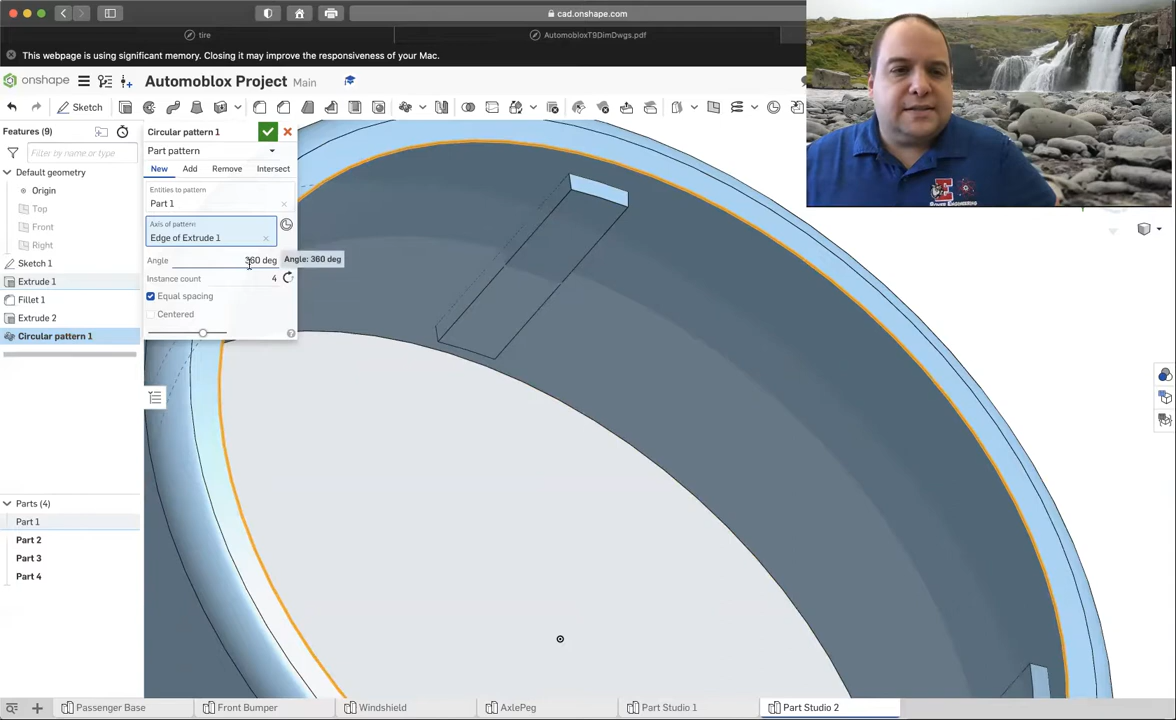 cad.onshape.com
tire
AutomobloxT9DimDwgs.pdf
This webpage is using significant memory. Closing it may improve the responsiveness of your Mac.
onshape
Automoblox Project
Main
Sketch
Features (9)
Filter by name or type
Default geometry
Origin
Top
Front
Right
Sketch 1
Extrude 1
Fillet 1
Extrude 2
Circular pattern 1
Parts (4)
Part 1
Part 2
Part 3
Part 4
Circular pattern 1
Part pattern
New
Add
Remove
Intersect
Entities to pattern
Part 1
Axis of pattern
Edge of Extrude 1
Angle
360 deg
Angle: 360 deg
Instance count
4
Equal spacing
Centered
Passenger Base
Front Bumper
Windshield
AxlePeg
Part Studio 1
Part Studio 2